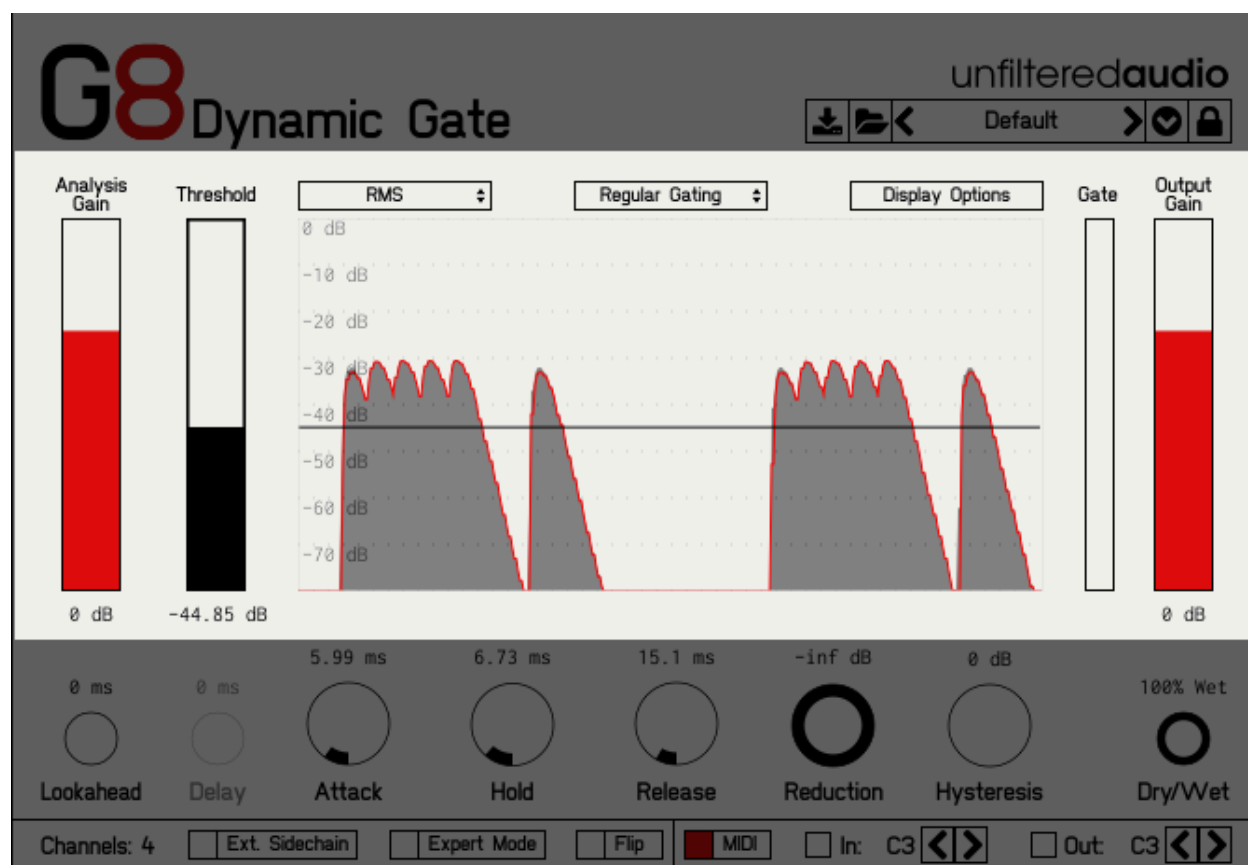 G8 Dynamic Gate
unfilteredaudio
Default
Analysis Gain
Threshold
RMS
Regular Gating
Display Options
Gate
Output Gain
0 dB
-10 dB
-20 dB
-30 dB
-40 dB
-50 dB
-60 dB
-70 dB
0 dB
-44.85 dB
0 dB
5.99 ms
6.73 ms
15.1 ms
-inf dB
0 dB
0 ms
0 ms
100% Wet
Lookahead
Delay
Attack
Hold
Release
Reduction
Hysteresis
Dry/Wet
Channels: 4
Ext. Sidechain
Expert Mode
Flip
MIDI
In: C3
Out: C3